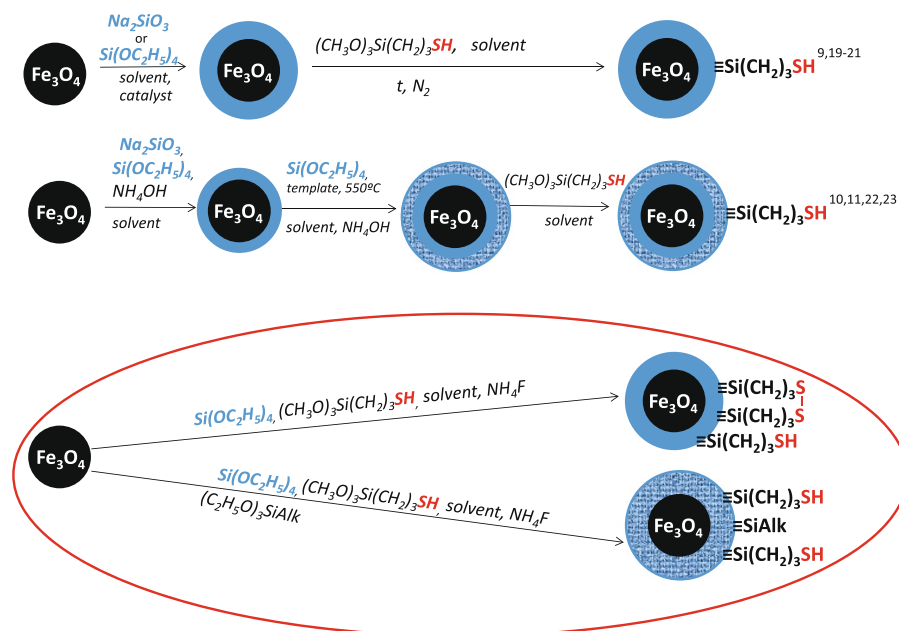 Na₂SiO₃
or
Si(OC₂H₅)₄
solvent,
catalyst
Fe₃O₄
Fe₃O₄
(CH₃O)₃Si(CH₂)₃SH, solvent
t, N₂
Fe₃O₄
≡Si(CH₂)₃SH⁹,¹⁹⁻²¹
Na₂SiO₃,
Si(OC₂H₅)₄,
NH₄OH
solvent
Fe₃O₄
Fe₃O₄
Si(OC₂H₅)₄,
template, 550ºC
solvent, NH₄OH
Fe₃O₄
(CH₃O)₃Si(CH₂)₃SH
solvent
Fe₃O₄
≡Si(CH₂)₃SH¹⁰,¹¹,²²,²³
Fe₃O₄
Si(OC₂H₅)₄, (CH₃O)₃Si(CH₂)₃SH, solvent, NH₄F
Fe₃O₄
≡Si(CH₂)₃S
≡Si(CH₂)₃S
≡Si(CH₂)₃SH
Si(OC₂H₅)₄, (CH₃O)₃Si(CH₂)₃SH, solvent, NH₄F
(C₂H₅O)₃SiAlk
Fe₃O₄
≡Si(CH₂)₃SH
≡SiAlk
≡Si(CH₂)₃SH